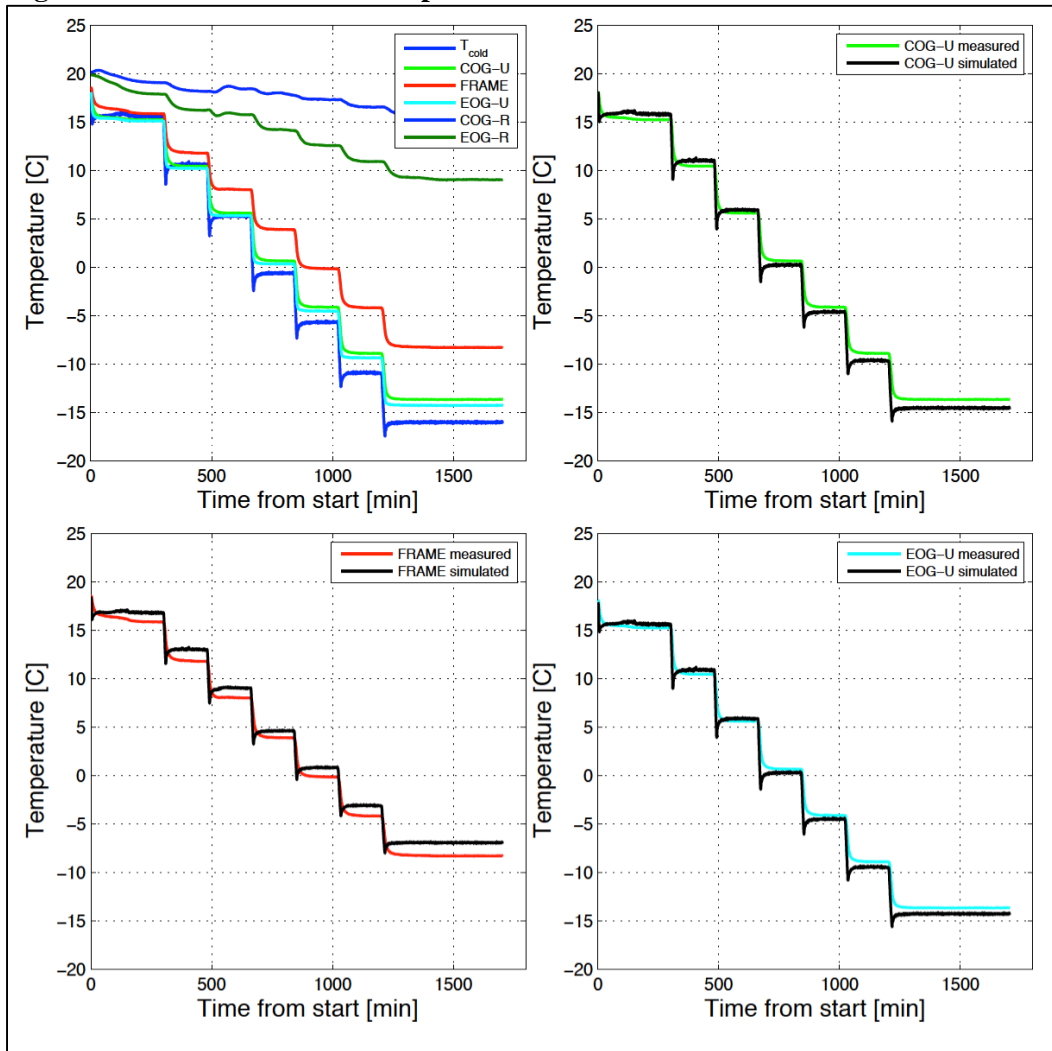 25
20
15
10
5
0
−5
−10
−15
−20
0
500
1000
1500
Temperature [C]
Time from start [min]
T_cold
COG−U
FRAME
EOG−U
COG−R
EOG−R
25
20
15
10
5
0
−5
−10
−15
−20
0
500
1000
1500
Temperature [C]
Time from start [min]
COG−U measured
COG−U simulated
25
20
15
10
5
0
−5
−10
−15
−20
0
500
1000
1500
Temperature [C]
Time from start [min]
FRAME measured
FRAME simulated
25
20
15
10
5
0
−5
−10
−15
−20
0
500
1000
1500
Temperature [C]
Time from start [min]
EOG−U measured
EOG−U simulated